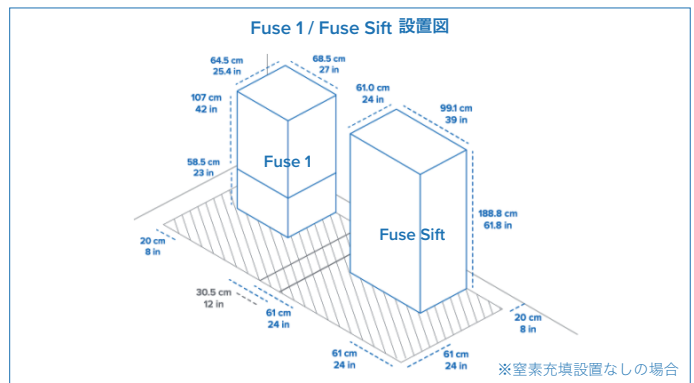 Fuse 1 / Fuse Sift 設置図
64.5 cm
25.4 in
68.5 cm
27 in
107 cm
42 in
61.0 cm
24 in
99.1 cm
39 in
Fuse 1
58.5 cm
23 in
188.8 cm
61.8 in
Fuse Sift
20 cm
8 in
30.5 cm
12 in
61 cm
24 in
20 cm
8 in
61 cm
24 in
61 cm
24 in
※窒素充填設置なしの場合